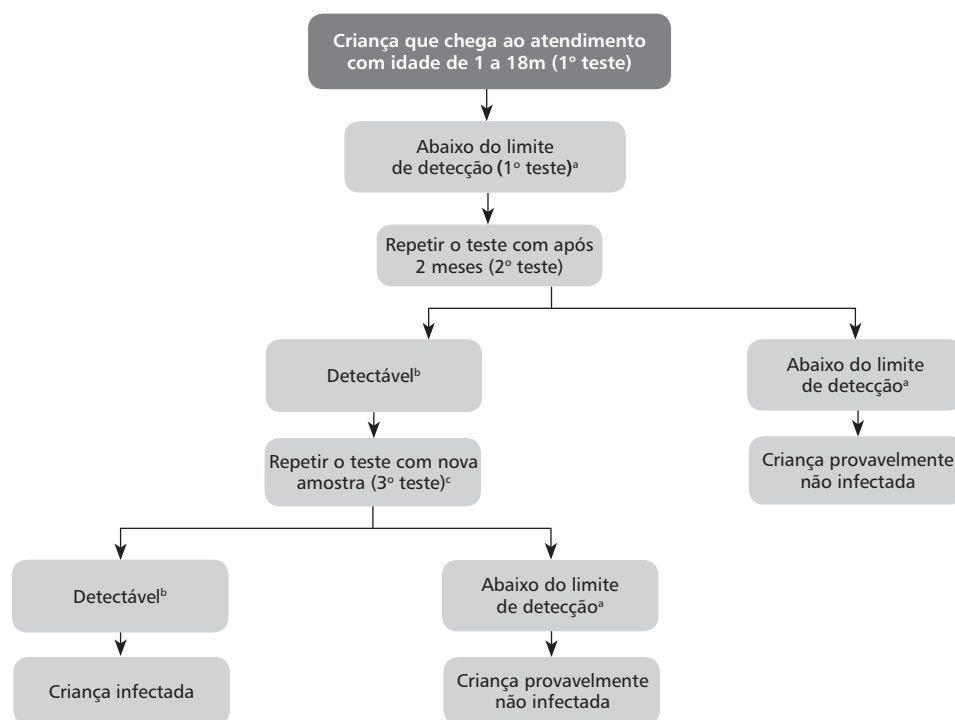 Criança que chega ao atendimento
com idade de 1 a 18m (1º teste)
Abaixo do limite
de detecção (1º teste)ᵃ
Repetir o teste com após
2 meses (2º teste)
Detectávelᵇ
Abaixo do limite
de detecçãoᵃ
Repetir o teste com nova
amostra (3º teste)ᶜ
Criança provavelmente
não infectada
Detectávelᵇ
Abaixo do limite
de detecçãoᵃ
Criança infectada
Criança provavelmente
não infectada